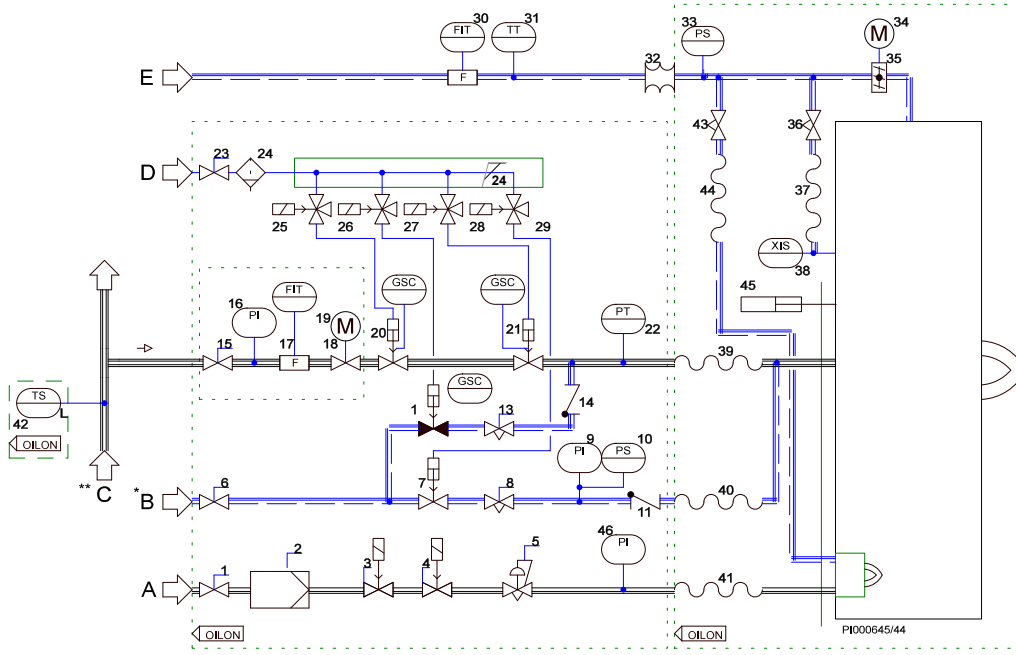 30
31
33
34
FIT
TT
PS
M
32
35
E
F
43
36
23
24
D
24
44
37
25
26
27
28
29
XIS
38
GSC
GSC
45
16
FIT
PI
19
M
PT
20
21
22
15
17
18
39
F
GSC
TS
1
13
14
42
L
9
10
OILON
PI
PS
** C
* B
6
7
8
11
40
46
2
5
PI
A
1
3
4
41
OILON
OILON
PI000645/44